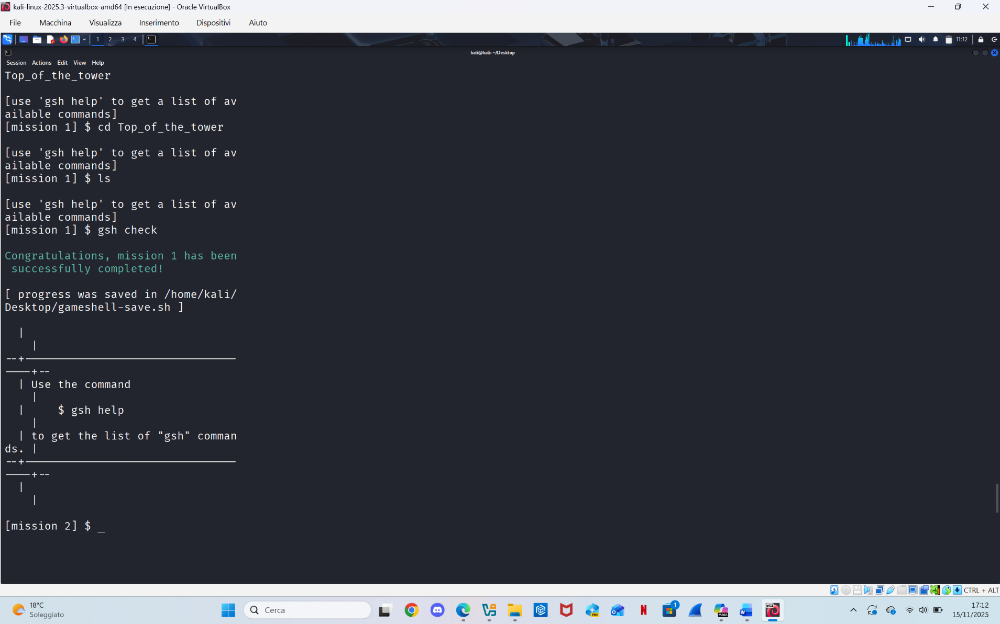 kali-linux-2025.3-virtualbox-amd64 [In esecuzione] - Oracle VirtualBox
File Macchina Visualizza Inserimento Dispositivi Aiuto
1 2 3 4 11:12
kali@kali: ~/Desktop
Session Actions Edit View Help
Top_of_the_tower
[use 'gsh help' to get a list of av
ailable commands]
[mission 1] $ cd Top_of_the_tower
[use 'gsh help' to get a list of av
ailable commands]
[mission 1] $ ls
[use 'gsh help' to get a list of av
ailable commands]
[mission 1] $ gsh check
Congratulations, mission 1 has been
successfully completed!
[ progress was saved in /home/kali/
Desktop/gameshell-save.sh ]
|
|
--+-----------------------------------
----+--
| Use the command
|
| $ gsh help
|
| to get the list of "gsh" comman
ds. |
--+-----------------------------------
----+--
|
|
[mission 2] $ _
CTRL + ALT
18°C
Soleggiato
Cerca
PRE
1
M365
W
X64
17:12
15/11/2025